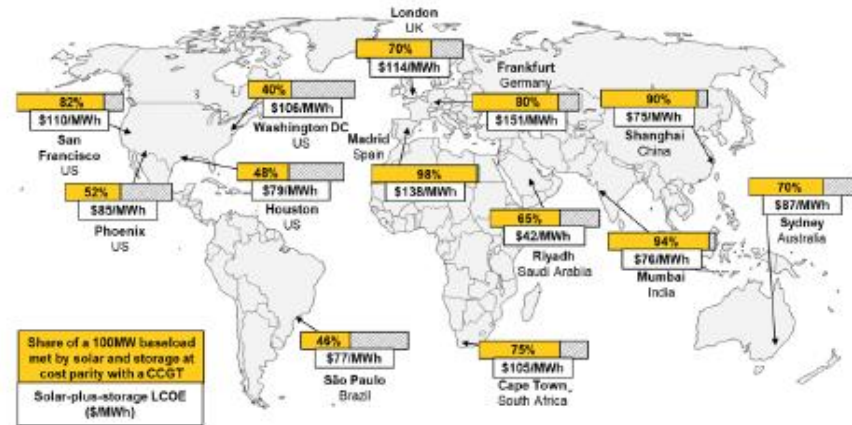 London
UK
70%
$114/MWh
Frankfurt
Germany
80%
$151/MWh
90%
$75/MWh
Shanghai
China
82%
$110/MWh
San
Francisco
US
40%
$106/MWh
Washington DC
US
Madrid
Spain
98%
$138/MWh
52%
$85/MWh
Phoenix
US
48%
$79/MWh
Houston
US
65%
$42/MWh
Riyadh
Saudi Arabia
94%
$76/MWh
Mumbai
India
70%
$87/MWh
Sydney
Australia
46%
$77/MWh
São Paulo
Brazil
75%
$105/MWh
Cape Town
South Africa
Share of a 100MW baseload
met by solar and storage at
cost parity with a CCGT
Solar-plus-storage LCOE
($/MWh)